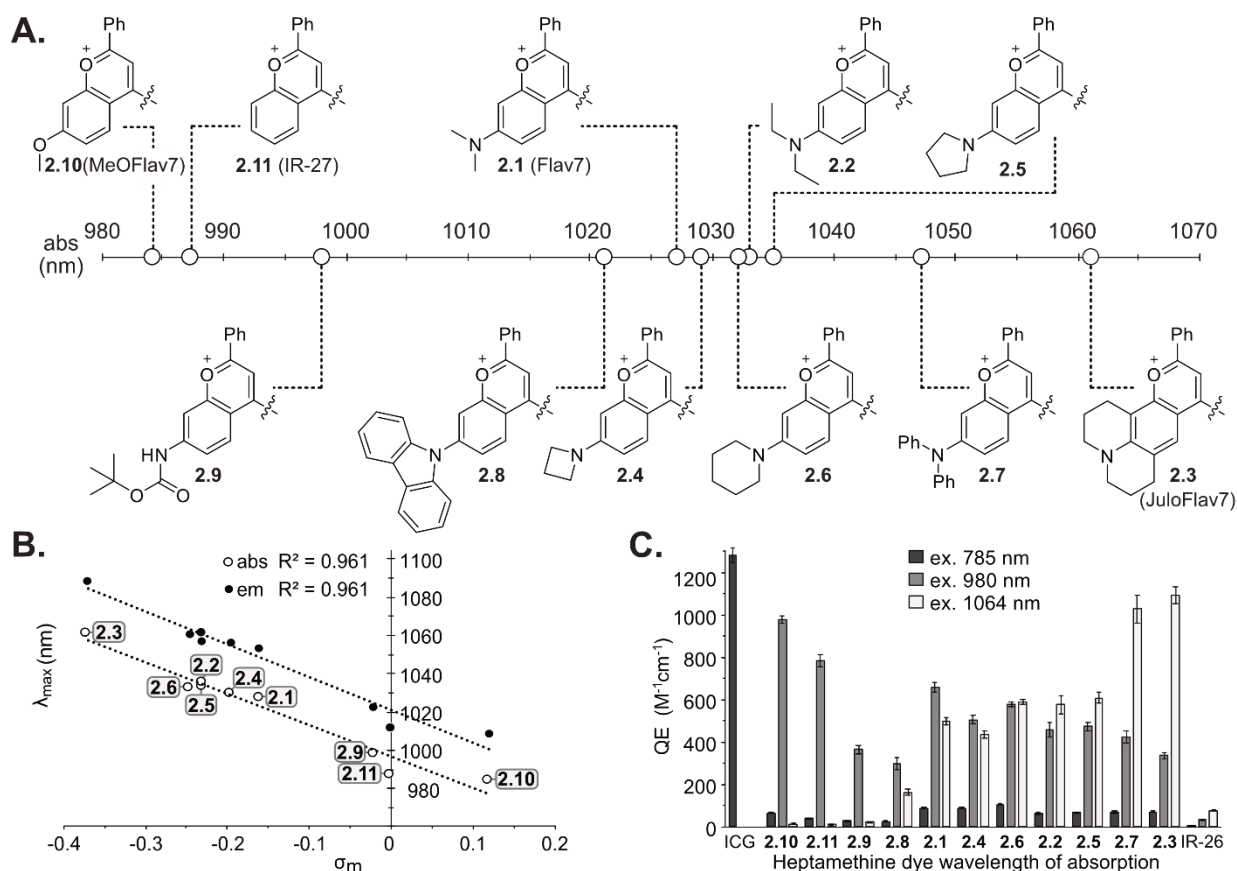 A.
Ph
+
O
O
2.10(MeOFlav7)
Ph
+
O
2.11 (IR-27)
Ph
+
O
N
2.1 (Flav7)
Ph
+
O
N
2.2
Ph
+
O
N
2.5
abs
(nm)
980 990 1000 1010 1020 1030 1040 1050 1060 1070
Ph
+
O
NH
O
O
2.9
Ph
+
O
N
2.8
Ph
+
O
N
2.4
Ph
+
O
N
2.6
Ph
+
O
Ph
N
Ph
2.7
Ph
+
O
N
2.3
(JuloFlav7)
B.
abs R² = 0.961
em R² = 0.961
λmax (nm)
1100
1080
1060
1040
1020
1000
980
2.3
2.2
2.6
2.5
2.4
2.1
2.9
2.11
2.10
-0.4 -0.3 -0.2 -0.1 0 0.1 0.2
σm
C.
ex. 785 nm
ex. 980 nm
ex. 1064 nm
QE (M⁻¹cm⁻¹)
1200
1000
800
600
400
200
0
ICG 2.10 2.11 2.9 2.8 2.1 2.4 2.6 2.2 2.5 2.7 2.3 IR-26
Heptamethine dye wavelength of absorption